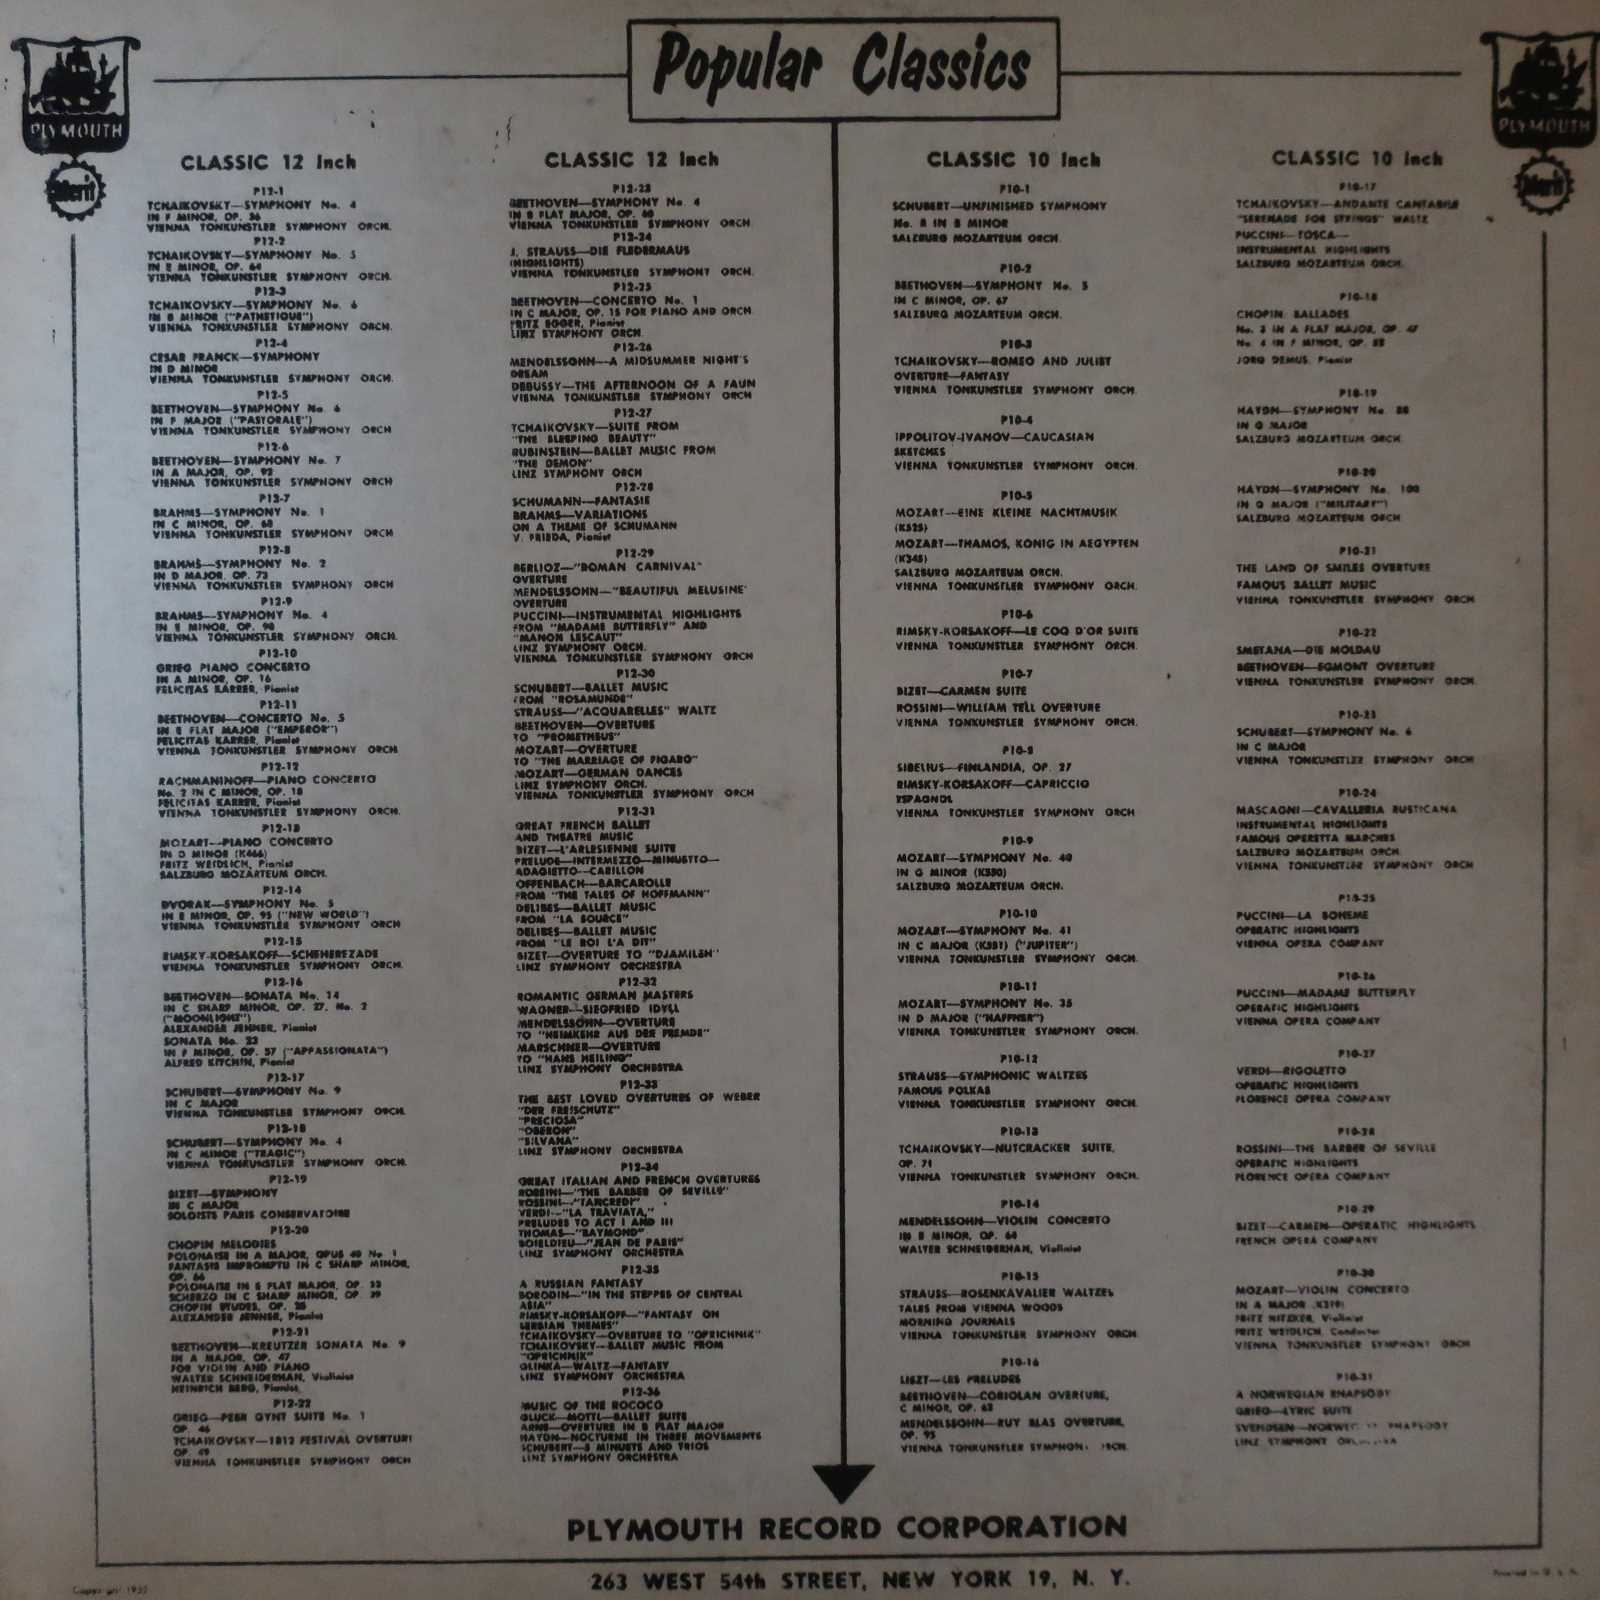 Popular Classics
PLYMOUTH
Merit
PLYMOUTH
Merit
CLASSIC 12 Inch
P12-1
TCHAIKOVSKY—SYMPHONY No. 4
IN F MINOR, OP. 36
VIENNA TONKUNSTLER SYMPHONY ORCH.
P12-2
TCHAIKOVSKY—SYMPHONY No. 5
IN E MINOR, OP. 64
VIENNA TONKUNSTLER SYMPHONY ORCH.
P12-3
TCHAIKOVSKY—SYMPHONY No. 6
IN B MINOR ("PATHETIQUE")
VIENNA TONKUNSTLER SYMPHONY ORCH.
P12-4
CESAR FRANCK—SYMPHONY
IN D MINOR
VIENNA TONKUNSTLER SYMPHONY ORCH.
P12-5
BEETHOVEN—SYMPHONY No. 6
IN F MAJOR ("PASTORALE")
VIENNA TONKUNSTLER SYMPHONY ORCH
P12-6
BEETHOVEN—SYMPHONY No. 7
IN A MAJOR, OP. 92
VIENNA TONKUNSTLER SYMPHONY ORCH
P12-7
BRAHMS—SYMPHONY No. 1
IN C MINOR, OP. 68
VIENNA TONKUNSTLER SYMPHONY ORCH
P12-8
BRAHMS—SYMPHONY No. 2
IN D MAJOR, OP. 73
VIENNA TONKUNSTLER SYMPHONY ORCH
P12-9
BRAHMS—SYMPHONY No. 4
IN E MINOR, OP. 98
VIENNA TONKUNSTLER SYMPHONY ORCH.
P12-10
GRIEG PIANO CONCERTO
IN A MINOR, OP. 16
FELICITAS KARRER, Pianist
P12-11
BEETHOVEN—CONCERTO No. 5
IN E FLAT MAJOR ("EMPEROR")
FELICITAS KARRER, Pianist
VIENNA TONKUNSTLER SYMPHONY ORCH
P12-12
RACHMANINOFF—PIANO CONCERTO
No. 2 IN C MINOR, OP. 18
FELICITAS KARRER, Pianist
VIENNA TONKUNSTLER SYMPHONY ORCH.
P12-13
MOZART—PIANO CONCERTO
IN D MINOR (K466)
FRITZ WEIDLICH, Pianist
SALZBURG MOZARTEUM ORCH.
P12-14
DVORAK—SYMPHONY No. 5
IN E MINOR, OP. 95 ("NEW WORLD")
VIENNA TONKUNSTLER SYMPHONY ORCH
P12-15
RIMSKY-KORSAKOFF—SCHEHEREZADE
VIENNA TONKUNSTLER SYMPHONY ORCH.
P12-16
BEETHOVEN—SONATA No. 14
IN C SHARP MINOR, OP. 27, No. 2
("MOONLIGHT")
ALEXANDER JENNER, Pianist
SONATA No. 23
IN F MINOR, OP. 57 ("APPASSIONATA")
ALFRED KITCHIN, Pianist
P12-17
SCHUBERT—SYMPHONY No. 9
IN C MAJOR
VIENNA TONKUNSTLER SYMPHONY ORCH.
P12-18
SCHUBERT—SYMPHONY No. 4
IN C MINOR ("TRAGIC")
VIENNA TONKUNSTLER SYMPHONY ORCH.
P12-19
BIZET—SYMPHONY
IN C MAJOR
SOLOISTS PARIS CONSERVATOIRE
P12-20
CHOPIN MELODIES
POLONAISE IN A MAJOR, OPUS 40 No 1
FANTASIE IMPROMPTU IN C SHARP MINOR,
OP. 66
POLONAISE IN E FLAT MAJOR, OP. 22
SCHERZO IN C SHARP MINOR, OP. 39
CHOPIN ETUDES, OP. 25
ALEXANDER JENNER, Pianist
P12-21
BEETHOVEN—KREUTZER SONATA No. 9
IN A MAJOR, OP. 47
FOR VIOLIN AND PIANO
WALTER SCHNEIDERHAN, Violinist
HEINRICH BERG, Pianist
P12-22
GRIEG—PEER GYNT SUITE No. 1
OP. 46
TCHAIKOVSKY—1812 FESTIVAL OVERTURE
OP. 49
VIENNA TONKUNSTLER SYMPHONY ORCH
CLASSIC 12 Inch
P12-23
BEETHOVEN—SYMPHONY No. 4
IN B FLAT MAJOR, OP. 60
VIENNA TONKUNSTLER SYMPHONY ORCH
P12-24
J. STRAUSS—DIE FLEDERMAUS
(HIGHLIGHTS)
VIENNA TONKUNSTLER SYMPHONY ORCH.
P12-25
BEETHOVEN—CONCERTO No. 1
IN C MAJOR, OP. 15 FOR PIANO AND ORCH.
FRITZ EGGER, Pianist
LINZ SYMPHONY ORCH.
P12-26
MENDELSSOHN—A MIDSUMMER NIGHT'S
DREAM
DEBUSSY—THE AFTERNOON OF A FAUN
VIENNA TONKUNSTLER SYMPHONY ORCH.
P12-27
TCHAIKOVSKY—SUITE FROM
"THE SLEEPING BEAUTY"
RUBINSTEIN—BALLET MUSIC FROM
"THE DEMON"
LINZ SYMPHONY ORCH
P12-28
SCHUMANN—FANTASIE
BRAHMS—VARIATIONS
ON A THEME OF SCHUMANN
V. FRIEDA, Pianist
P12-29
BERLIOZ—"ROMAN CARNIVAL"
OVERTURE
MENDELSSOHN—"BEAUTIFUL MELUSINE'
OVERTURE
PUCCINI—INSTRUMENTAL HIGHLIGHTS
FROM "MADAME BUTTERFLY" AND
"MANON LESCAUT"
LINZ SYMPHONY ORCH.
VIENNA TONKUNSTLER SYMPHONY ORCH
P12-30
SCHUBERT—BALLET MUSIC
FROM "ROSAMUNDE"
STRAUSS—"ACQUARELLES" WALTZ
BEETHOVEN—OVERTURE
TO "PROMETHEUS"
MOZART—OVERTURE
TO "THE MARRIAGE OF FIGARO"
MOZART—GERMAN DANCES
LINZ SYMPHONY ORCH.
VIENNA TONKUNSTLER SYMPHONY ORCH
P12-31
GREAT FRENCH BALLET
AND THEATRE MUSIC
BIZET—L'ARLESIENNE SUITE
PRELUDE—INTERMEZZO—MINUETTO—
ADAGIETTO—CARILLON
OFFENBACH—BARCAROLLE
FROM "THE TALES OF HOFFMANN"
DELIBES—BALLET MUSIC
FROM "LA SOURCE"
DELIBES—BALLET MUSIC
FROM "LE ROI L'A DIT"
BIZET—OVERTURE TO "DJAMILEH"
LINZ SYMPHONY ORCHESTRA
P12-32
ROMANTIC GERMAN MASTERS
WAGNER—SIEGFRIED IDYLL
MENDELSSOHN—OVERTURE
TO "HEIMKEHR AUS DER FREMDE"
MARSCHNER—OVERTURE
TO "HANS HEILING"
LINZ SYMPHONY ORCHESTRA
P12-33
THE BEST LOVED OVERTURES OF WEBER
"DER FREISCHUTZ"
"PRECIOSA"
"OBERON"
"SILVANA"
LINZ SYMPHONY ORCHESTRA
P12-34
GREAT ITALIAN AND FRENCH OVERTURES
ROSSINI—"THE BARBER OF SEVILLE"
ROSSINI—"TANCREDI"
VERDI—"LA TRAVIATA,"
PRELUDES TO ACT I AND III
THOMAS—"RAYMOND"
BOIELDIEU—"JEAN DE PARIS"
LINZ SYMPHONY ORCHESTRA
P12-35
A RUSSIAN FANTASY
BORODIN—"IN THE STEPPES OF CENTRAL
ASIA"
RIMSKY-KORSAKOFF—"FANTASY ON
SERBIAN THEMES"
TCHAIKOVSKY—OVERTURE TO "OPRICHNIK"
TCHAIKOVSKY—BALLET MUSIC FROM
"OPRICHNIK"
GLINKA—WALTZ—FANTASY
LINZ SYMPHONY ORCHESTRA
P12-36
MUSIC OF THE ROCOCO
GLUCK—MOTTL—BALLET SUITE
ARNE—OVERTURE IN B FLAT MAJOR
HAYDN—NOCTURNE IN THREE MOVEMENTS
SCHUBERT—5 MINUETS AND TRIOS
LINZ SYMPHONY ORCHESTRA
CLASSIC 10 Inch
P10-1
SCHUBERT—UNFINISHED SYMPHONY
No. 8 IN B MINOR
SALZBURG MOZARTEUM ORCH.
P10-2
BEETHOVEN—SYMPHONY No. 5
IN C MINOR, OP. 67
SALZBURG MOZARTEUM ORCH.
P10-3
TCHAIKOVSKY—ROMEO AND JULIET
OVERTURE—FANTASY
VIENNA TONKUNSTLER SYMPHONY ORCH.
P10-4
IPPOLITOV-IVANOV—CAUCASIAN
SKETCHES
VIENNA TONKUNSTLER SYMPHONY ORCH.
P10-5
MOZART—EINE KLEINE NACHTMUSIK
(K525)
MOZART—THAMOS, KONIG IN AEGYPTEN
(K345)
SALZBURG MOZARTEUM ORCH.
VIENNA TONKUNSTLER SYMPHONY ORCH.
P10-6
RIMSKY-KORSAKOFF—LE COQ D'OR SUITE
VIENNA TONKUNSTLER SYMPHONY ORCH.
P10-7
BIZET—CARMEN SUITE
ROSSINI—WILLIAM TELL OVERTURE
VIENNA TONKUNSTLER SYMPHONY ORCH.
P10-8
SIBELIUS—FINLANDIA, OP. 27
RIMSKY-KORSAKOFF—CAPRICCIO
ESPAGNOL
VIENNA TONKUNSTLER SYMPHONY ORCH
P10-9
MOZART—SYMPHONY No. 40
IN G MINOR (K550)
SALZBURG MOZARTEUM ORCH.
P10-10
MOZART—SYMPHONY No. 41
IN C MAJOR (K551) ("JUPITER")
VIENNA TONKUNSTLER SYMPHONY ORCH.
P10-11
MOZART—SYMPHONY No. 35
IN D MAJOR ("HAFFNER")
VIENNA TONKUNSTLER SYMPHONY ORCH.
P10-12
STRAUSS—SYMPHONIC WALTZES
FAMOUS POLKAS
VIENNA TONKUNSTLER SYMPHONY ORCH.
P10-13
TCHAIKOVSKY—NUTCRACKER SUITE,
OP. 71
VIENNA TONKUNSTLER SYMPHONY ORCH.
P10-14
MENDELSSOHN—VIOLIN CONCERTO
IN E MINOR, OP. 64
WALTER SCHNEIDERHAN, Violinist
P10-15
STRAUSS—ROSENKAVALIER WALTZES
TALES FROM VIENNA WOODS
MORNING JOURNALS
VIENNA TONKUNSTLER SYMPHONY ORCH
P10-16
LISZT—LES PRELUDES
BEETHOVEN—CORIOLAN OVERTURE,
C MINOR, OP. 62
MENDELSSOHN—RUY BLAS OVERTURE,
OP. 95
VIENNA TONKUNSTLER SYMPHONY ORCH.
CLASSIC 10 Inch
P10-17
TCHAIKOVSKY—ANDANTE CANTABILE
"SERENADE FOR STRINGS" WALTZ
PUCCINI—TOSCA—
INSTRUMENTAL HIGHLIGHTS
SALZBURG MOZARTEUM ORCH.
P10-18
CHOPIN BALLADES
No. 3 IN A FLAT MAJOR, OP. 47
No. 4 IN F MINOR, OP. 52
JORG DEMUS, Pianist
P10-19
HAYDN—SYMPHONY No. 88
IN G MAJOR
SALZBURG MOZARTEUM ORCH
P10-20
HAYDN—SYMPHONY No. 100
IN G MAJOR ("MILITARY")
SALZBURG MOZARTEUM ORCH
P10-21
THE LAND OF SMILES OVERTURE
FAMOUS BALLET MUSIC
VIENNA TONKUNSTLER SYMPHONY ORCH
P10-22
SMETANA—DIE MOLDAU
BEETHOVEN—EGMONT OVERTURE
VIENNA TONKUNSTLER SYMPHONY ORCH.
P10-23
SCHUBERT—SYMPHONY No. 6
IN C MAJOR
VIENNA TONKUNSTLER SYMPHONY ORCH
P10-24
MASCAGNI—CAVALLERIA RUSTICANA
INSTRUMENTAL HIGHLIGHTS
FAMOUS OPERETTA MARCHES
SALZBURG MOZARTEUM ORCH.
VIENNA TONKUNSTLER SYMPHONY ORCH
P10-25
PUCCINI—LA BOHEME
OPERATIC HIGHLIGHTS
VIENNA OPERA COMPANY
P10-26
PUCCINI—MADAME BUTTERFLY
OPERATIC HIGHLIGHTS
VIENNA OPERA COMPANY
P10-27
VERDI—RIGOLETTO
OPERATIC HIGHLIGHTS
FLORENCE OPERA COMPANY
P10-28
ROSSINI—THE BARBER OF SEVILLE
OPERATIC HIGHLIGHTS
FLORENCE OPERA COMPANY
P10-29
BIZET—CARMEN—OPERATIC HIGHLIGHTS
FRENCH OPERA COMPANY
P10-30
MOZART—VIOLIN CONCERTO
IN A MAJOR (K219)
FRITZ NITZKER, Violinist
FRITZ WEIDLICH, Conductor
VIENNA TONKUNSTLER SYMPHONY ORCH
P10-31
A NORWEGIAN RHAPSODY
GRIEG—LYRIC SUITE
SVENDSEN—RHAPSODY
LINZ SYMPHONY
PLYMOUTH RECORD CORPORATION
263 WEST 54th STREET, NEW YORK 19, N. Y.
Printed in U. S. A.